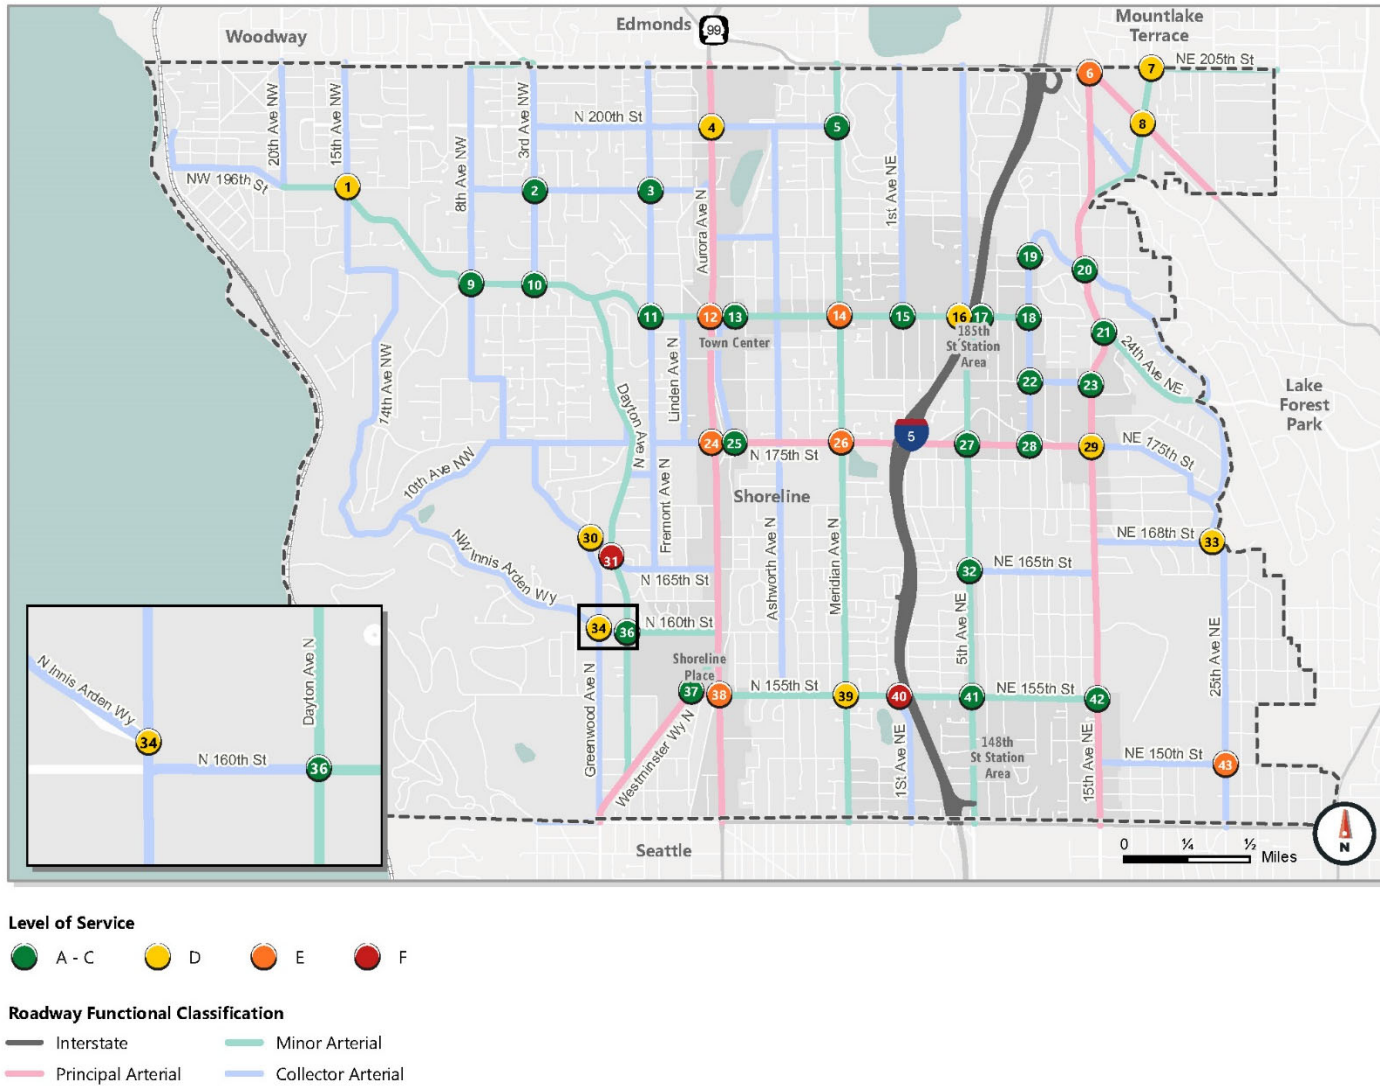 Woodway
Edmonds
99
Mountlake
Terrace
6
7
NE 205th St
20th Ave NW
15th Ave NW
3rd Ave NW
N 200th St
4
5
8
NW 196th St
1
8th Ave NW
2
3
Aurora Ave N
1st Ave NE
9
10
19
20
11
12
13
14
15
16
17
18
Town Center
185th
St Station
Area
21
24th Ave NE
14th Ave NW
Dayton Ave N
Linden Ave N
22
23
Lake
Forest
Park
10th Ave NW
24
25
N 175th St
26
5
27
28
29
NE 175th St
Shoreline
Fremont Ave N
Ashworth Ave N
Meridian Ave N
30
31
NW Innis Arden Wy
N 165th St
32
NE 165th St
NE 168th St
33
34
36
N 160th St
5th Ave NE
25th Ave NE
Shoreline
Place
37
38
N 155th St
39
40
41
NE 155th St
42
Greenwood Ave N
Westminster Wy N
1St Ave NE
148th
St Station
Area
15th Ave NE
NE 150th St
43
N Innis Arden Wy
Dayton Ave N
34
N 160th St
36
Seattle
0 ¼ ½
Miles
N
Level of Service
A - C D E F
Roadway Functional Classification
Interstate Minor Arterial
Principal Arterial Collector Arterial